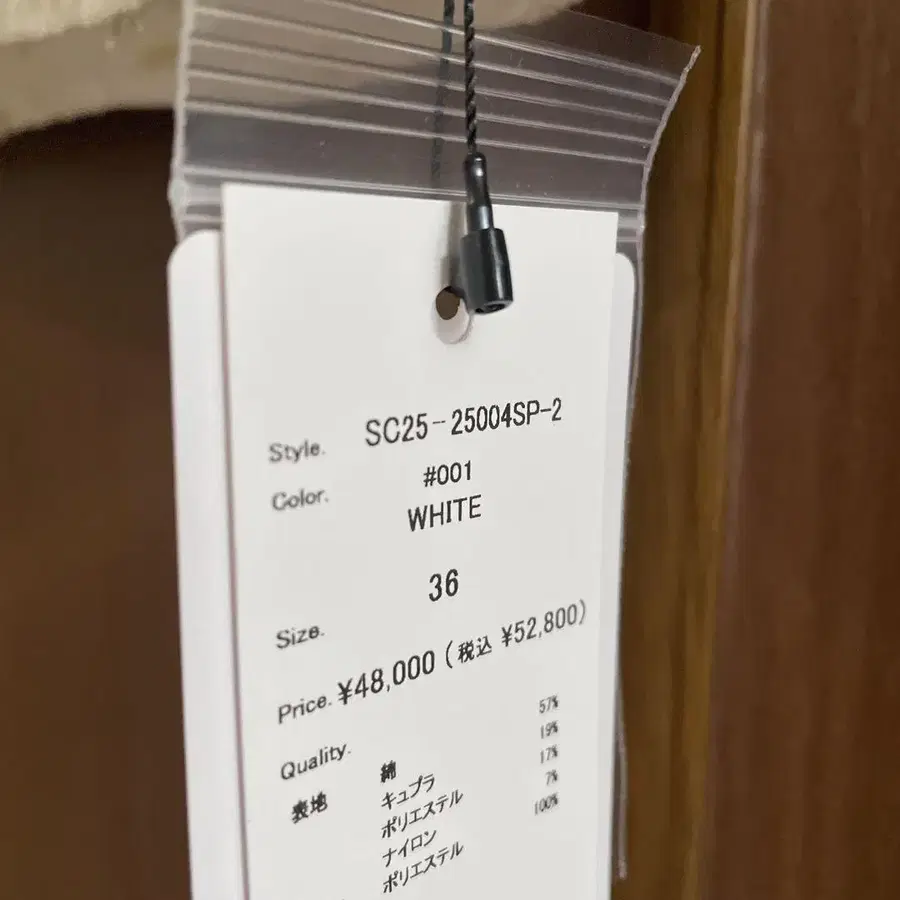 Style. SC25-25004SP-2
Color. #001
WHITE
36
Size.
Price. ¥48,000 (税込 ¥52,800)
Quality.
表地 綿 57%
キュプラ 19%
ポリエステル 17%
ナイロン 7%
ポリエステル 100%